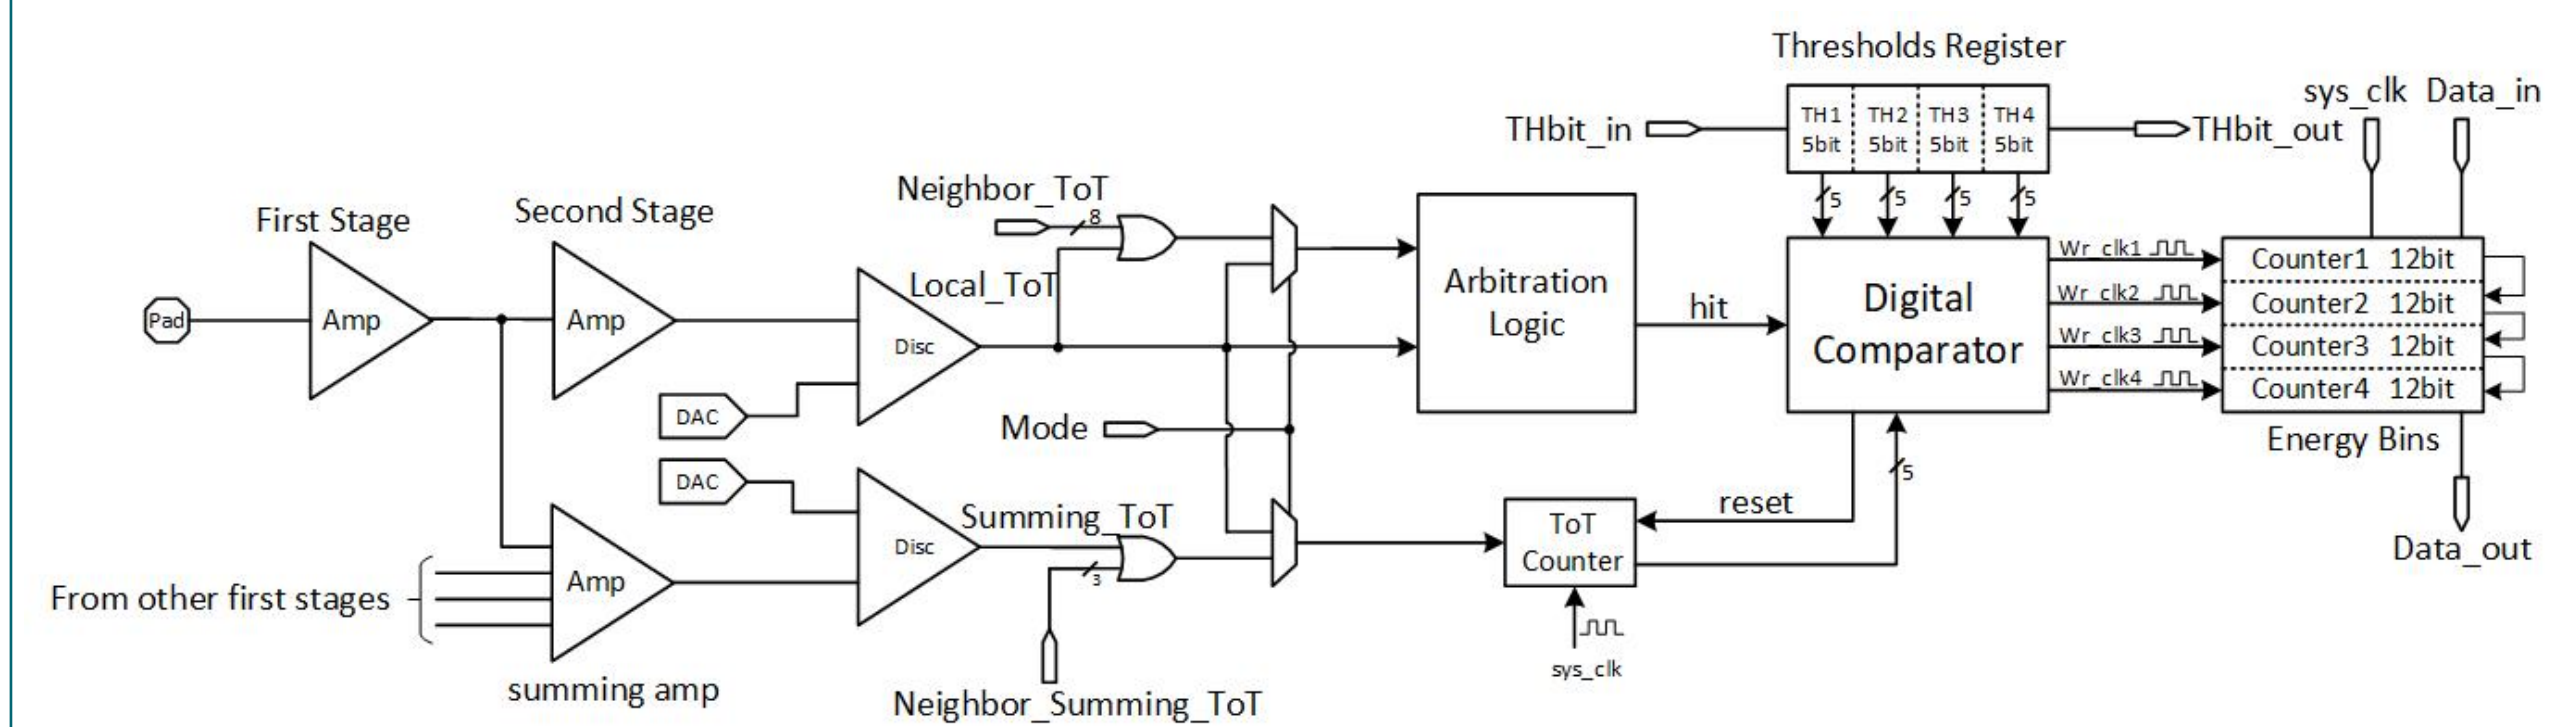 Thresholds Register
sys_clk Data_in
THbit_in
TH1 TH2 TH3 TH4
5bit 5bit 5bit 5bit
THbit_out
5 5 5 5
Neighbor_ToT
8
First Stage
Second Stage
Local_ToT
Pad
Amp
Amp
Disc
DAC
DAC
Mode
Arbitration
Logic
hit
Digital
Comparator
Wr_clk1
Wr_clk2
Wr_clk3
Wr_clk4
Counter1 12bit
Counter2 12bit
Counter3 12bit
Counter4 12bit
Energy Bins
5
reset
Summing_ToT
Disc
3
ToT
Counter
Data_out
From other first stages
Amp
sys_clk
summing amp
Neighbor_Summing_ToT